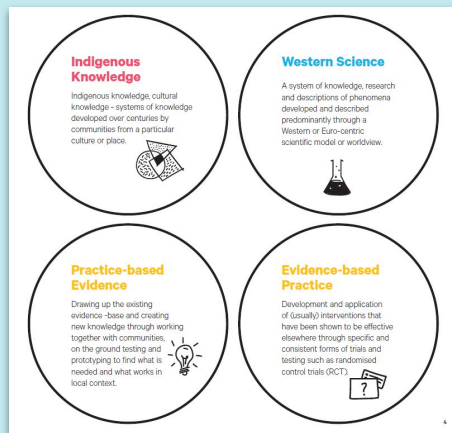 Indigenous
Knowledge
Indigenous knowledge, cultural
knowledge - systems of knowledge
developed over centuries by
communities from a particular
culture or place.
Western Science
A system of knowledge, research
and descriptions of phenomena
developed and described
predominantly through a
Western or Euro-centric
scientific model or worldview.
Practice-based
Evidence
Drawing up the existing
evidence -base and creating
new knowledge through working
together with communities,
on the ground testing and
prototyping to find what is
needed and what works in
local context.
Evidence-based
Practice
Development and application
of (usually) interventions that
have been shown to be effective
elsewhere through specific and
consistent forms of trials and
testing such as randomised
control trials (RCT).
?
4